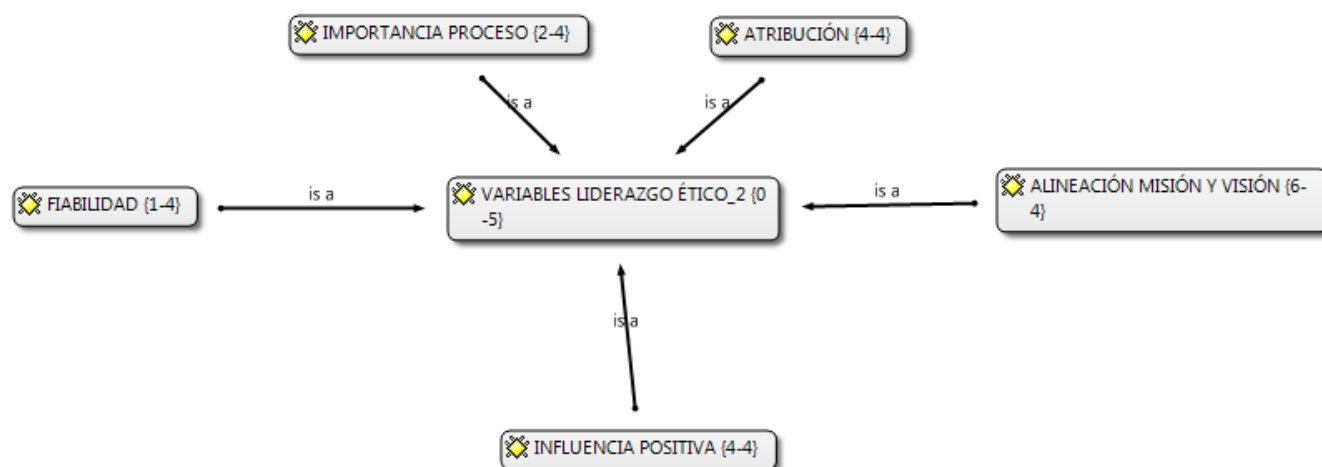 IMPORTANCIA PROCESO {2-4}
ATRIBUCIÓN {4-4}
is a
is a
FIABILIDAD {1-4}
is a
VARIABLES LIDERAZGO ÉTICO_2 {0
-5}
is a
ALINEACIÓN MISIÓN Y VISIÓN {6-
4}
is a
INFLUENCIA POSITIVA {4-4}